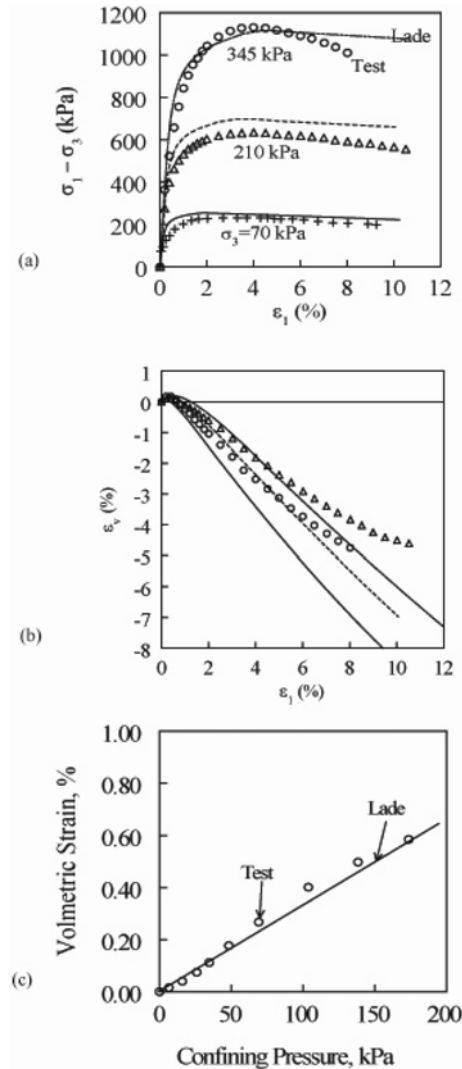 1200
1000
800
600
400
200
0
σ₁ – σ₃ (kPa)
Lade
345 kPa
Test
210 kPa
σ₃=70 kPa
0 2 4 6 8 10 12
ε₁ (%)
(a)
1
0
-1
-2
-3
-4
-5
-6
-7
-8
εᵥ (%)
0 2 4 6 8 10 12
ε₁ (%)
(b)
1.00
0.80
0.60
0.40
0.20
0.00
Volmetric Strain, %
Lade
Test
0 50 100 150 200
Confining Pressure, kPa
(c)